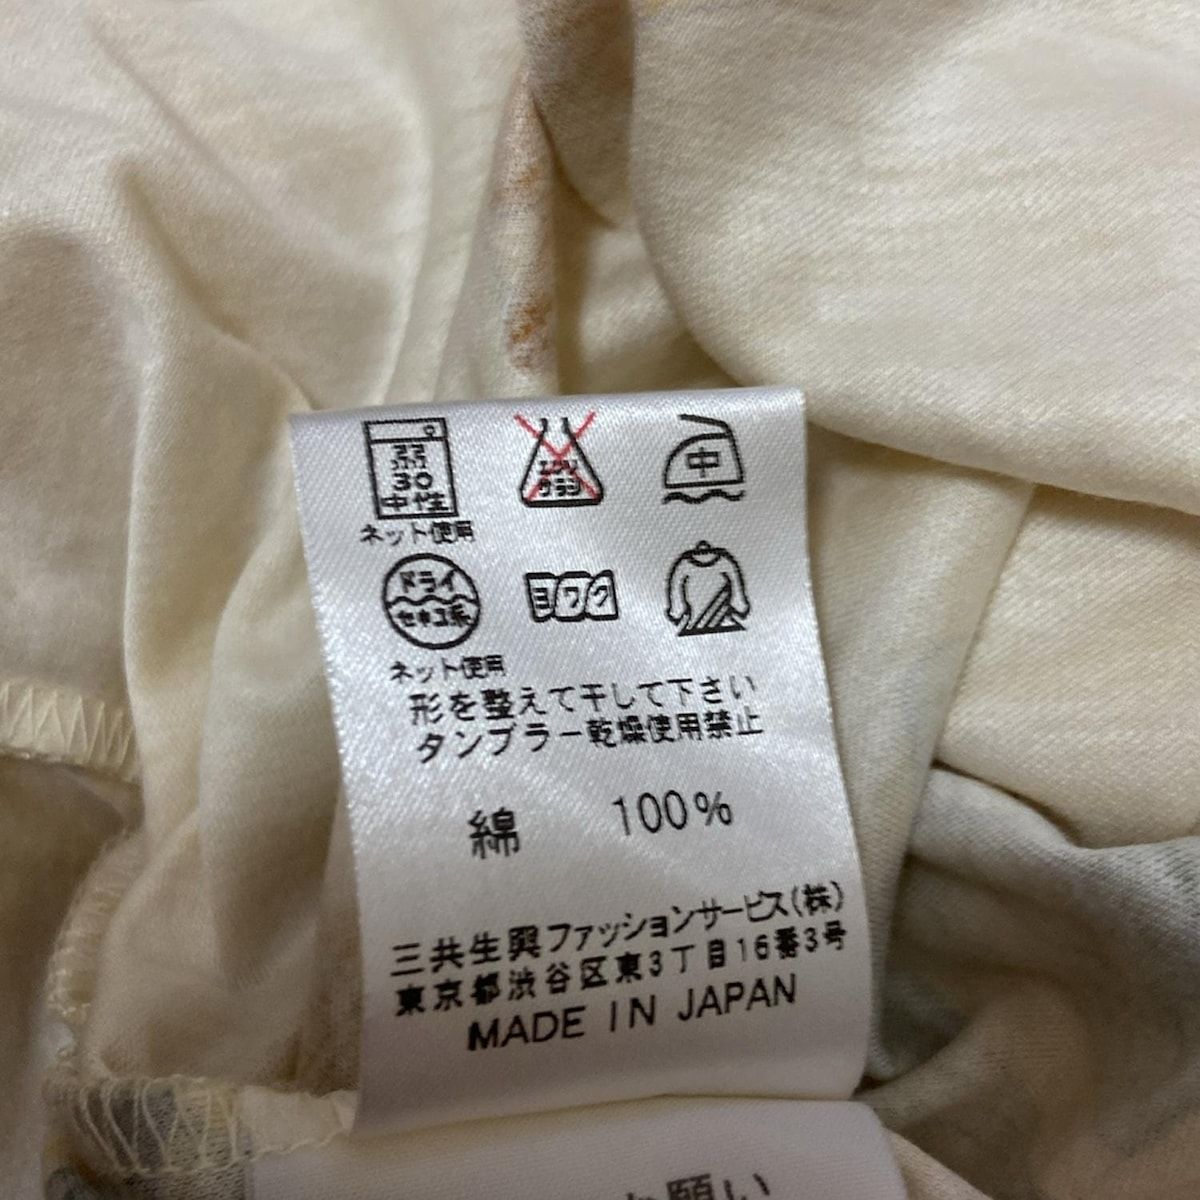 弱
30
中性
ネット使用
エンソ
サラシ
中
ドライ
セキユ系
ネット使用
ヨワク
形を整えて干して下さい
タンブラー乾燥使用禁止
綿 100%
三共生興ファッションサービス(株)
東京都渋谷区東3丁目16番3号
MADE IN JAPAN
お願い